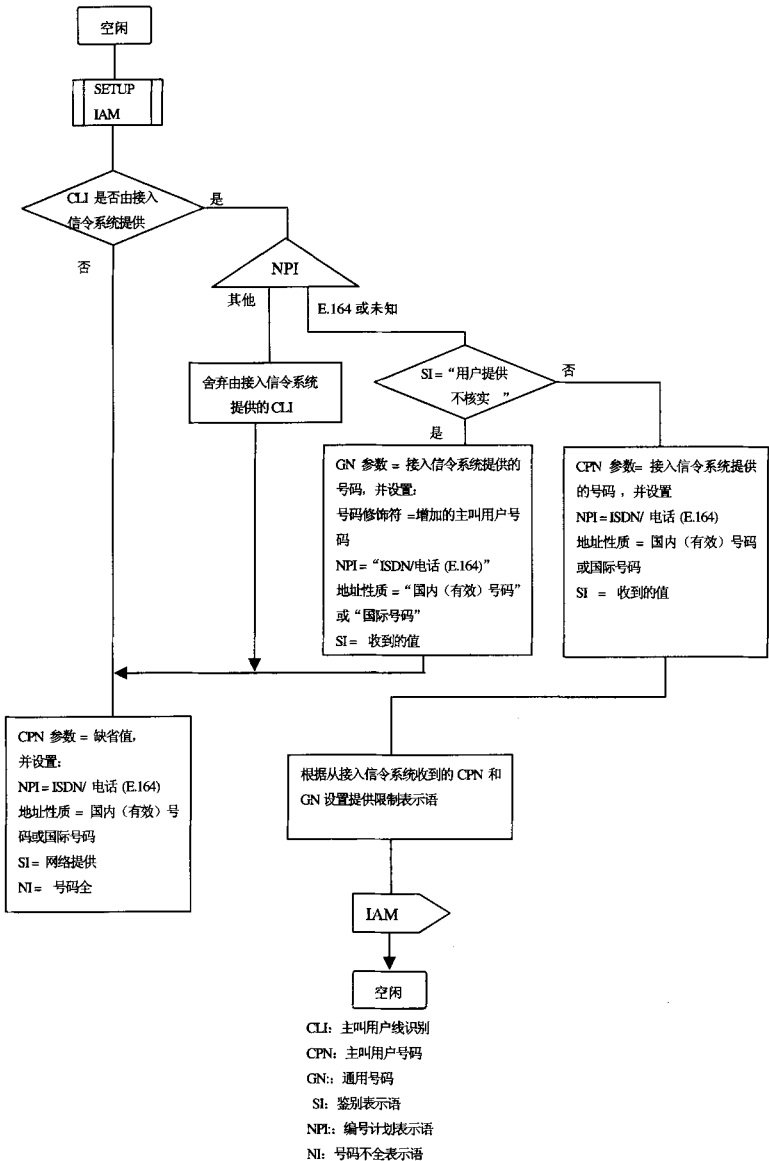 空闲
SETUP
IAM
CLI 是否由接入
信令系统提供
是
否
NPI
其他
E.164 或未知
舍弃由接入信令系统
提供的 CLI
SI=“用户提供
不核实 ”
否
是
GN 参数 = 接入信令系统提供的
号码, 并设置:
号码修饰符 =增加的主叫用户号
码
NPI=“ISDN/电话 (E.164)”
地址性质 =“国内（有效）号码”
或“国际号码”
SI= 收到的值
CPN 参数= 接入信令系统提供
的号码 , 并设置
NPI=ISDN/ 电话 (E.164)
地址性质 = 国内（有效）号码
或国际号码
SI = 收到的值
CPN 参数 = 缺省值,
并设置:
NPI=ISDN/ 电话 (E.164)
地址性质 = 国内（有效）号
码或国际号码
SI= 网络提供
NI= 号码全
根据从接入信令系统收到的 CPN 和
GN 设置提供限制表示语
IAM
空闲
CLI: 主叫用户线识别
CPN: 主叫用户号码
GN:: 通用号码
SI: 鉴别表示语
NPI:: 编号计划表示语
NI: 号码不全表示语